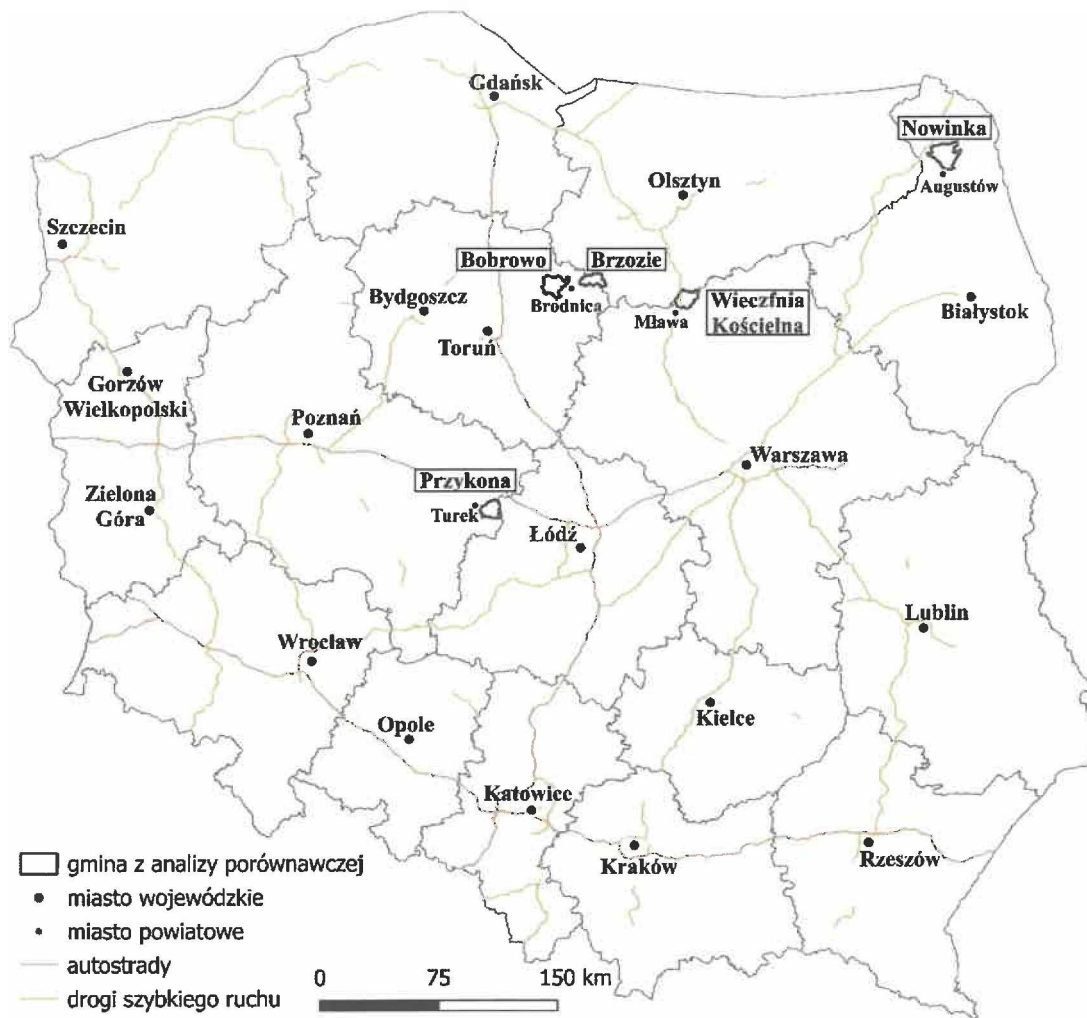 Gdańsk
Nowinka
Augustów
Olsztyn
Szczecin
Bobrowo
Brzozie
Brodnica
Bydgoszcz
Wieczfnia
Kościelna
Mława
Białystok
Toruń
Gorzów
Wielkopolski
Poznań
Warszawa
Przykona
Turek
Zielona
Góra
Łódź
Lublin
Wrocław
Kielce
Opole
Katowice
Kraków
Rzeszów
gmina z analizy porównawczej
miasto wojewódzkie
miasto powiatowe
autostrady
drogi szybkiego ruchu
0 75 150 km